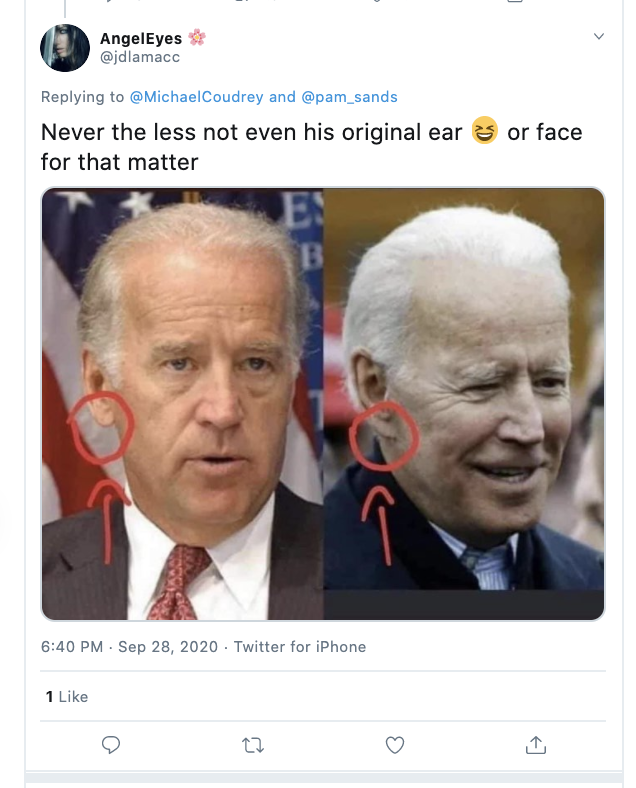 AngelEyes 🌸
@jdlamacc
Replying to @MichaelCoudrey and @pam_sands
Never the less not even his original ear 😆 or face
for that matter
ES
B
6:40 PM · Sep 28, 2020 · Twitter for iPhone
1 Like